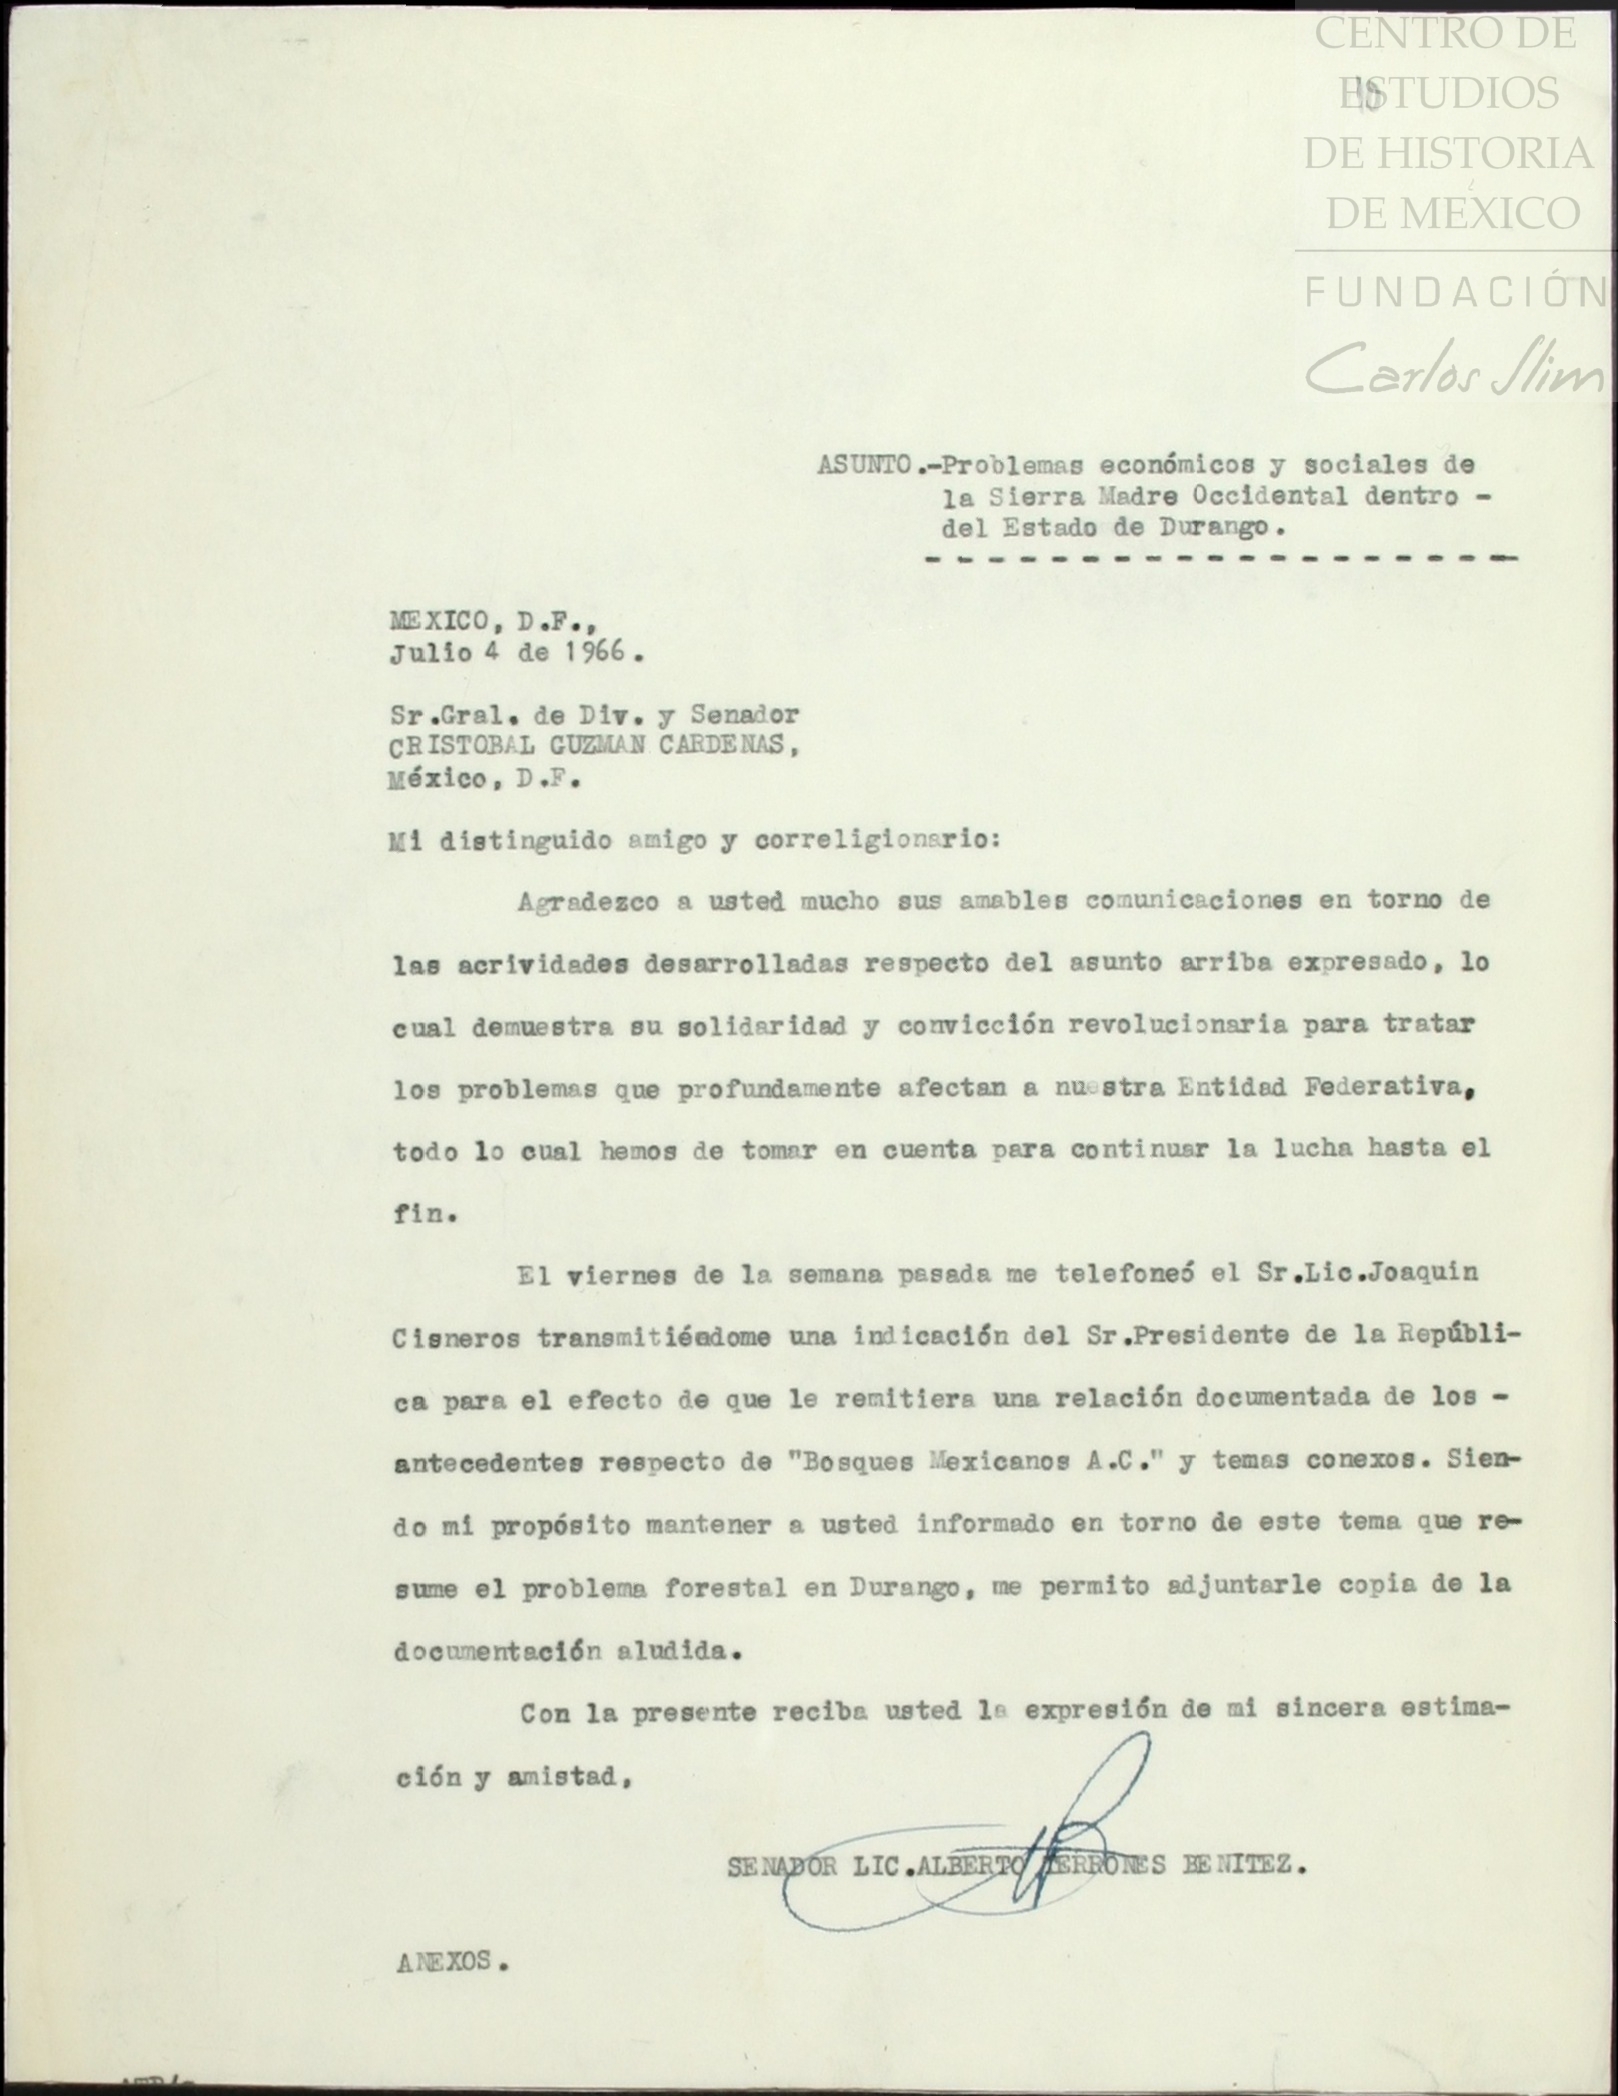 CENTRO DE
ESTUDIOS
DE HISTORIA
DE MÉXICO
FUNDACIÓN
Carlos Slim
ASUNTO.-Problemas económicos y sociales de
la Sierra Madre Occidental dentro -
del Estado de Durango.
- - - - - - - - - - - - - - - - - - -
MEXICO, D.F.,
Julio 4 de 1966.
Sr.Gral. de Div. y Senador
CRISTOBAL GUZMAN CARDENAS,
México, D.F.
Mi distinguido amigo y correligionario:
Agradezco a usted mucho sus amables comunicaciones en torno de
las acrividades desarrolladas respecto del asunto arriba expresado, lo
cual demuestra su solidaridad y convicción revolucionaria para tratar
los problemas que profundamente afectan a nuestra Entidad Federativa,
todo lo cual hemos de tomar en cuenta para continuar la lucha hasta el
fin.
El viernes de la semana pasada me telefoneó el Sr.Lic.Joaquin
Cisneros transmitiéndome una indicación del Sr.Presidente de la Repúbli-
ca para el efecto de que le remitiera una relación documentada de los -
antecedentes respecto de "Bosques Mexicanos A.C." y temas conexos. Sien-
do mi propósito mantener a usted informado en torno de este tema que re-
sume el problema forestal en Durango, me permito adjuntarle copia de la
documentación aludida.
Con la presente reciba usted la expresión de mi sincera estima-
ción y amistad,
SENADOR LIC.ALBERTO TERRONES BENITEZ.
ANEXOS.